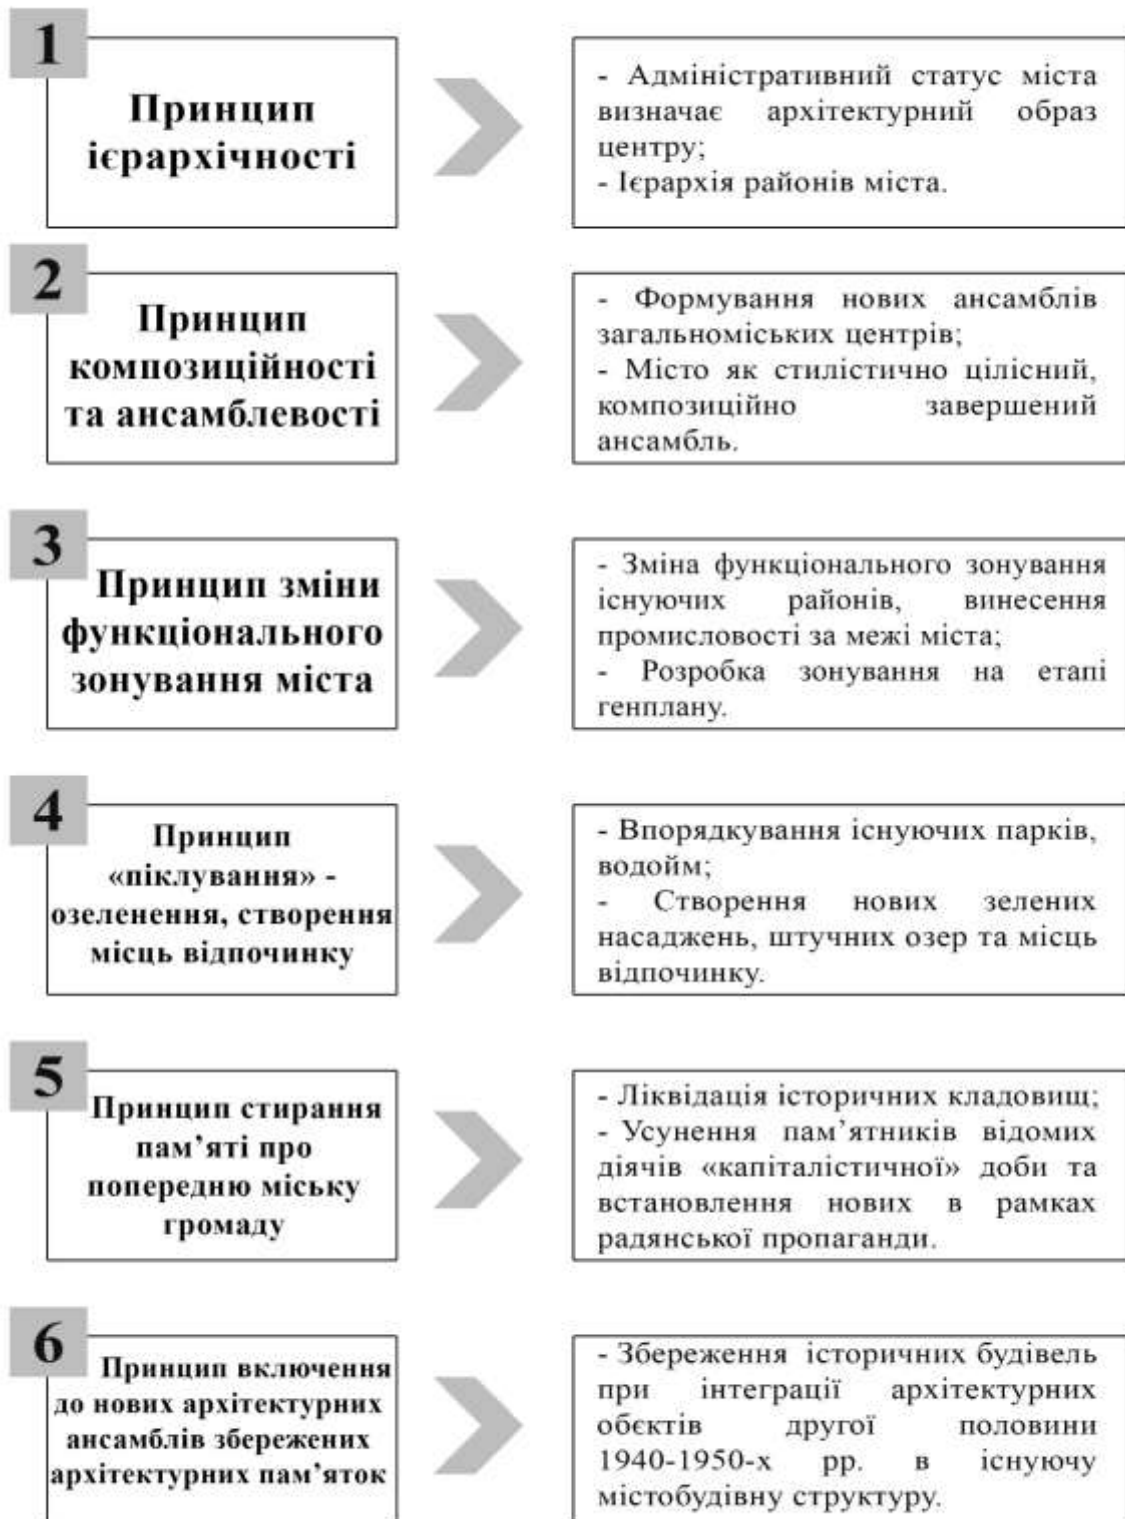 1
Принцип
ієрархічності
- Адміністративний статус міста
визначає архітектурний образ
центру;
- Ієрархія районів міста.
2
Принцип
композиційності
та ансамблевості
- Формування нових ансамблів
загальноміських центрів;
- Місто як стилістично цілісний,
композиційно завершений
ансамбль.
3
Принцип зміни
функціонального
зонування міста
- Зміна функціонального зонування
існуючих районів, винесення
промисловості за межі міста;
- Розробка зонування на етапі
генплану.
4
Принцип
«піклування» -
озеленення, створення
місць відпочинку
- Впорядкування існуючих парків,
водойм;
- Створення нових зелених
насаджень, штучних озер та місць
відпочинку.
5
Принцип стирання
пам’яті про
попередню міську
громаду
- Ліквідація історичних кладовищ;
- Усунення пам’ятників відомих
діячів «капіталістичної» доби та
встановлення нових в рамках
радянської пропаганди.
6
Принцип включення
до нових архітектурних
ансамблів збережених
архітектурних пам’яток
- Збереження історичних будівель
при інтеграції архітектурних
обєктів другої половини
1940-1950-х рр. в існуючу
містобудівну структуру.